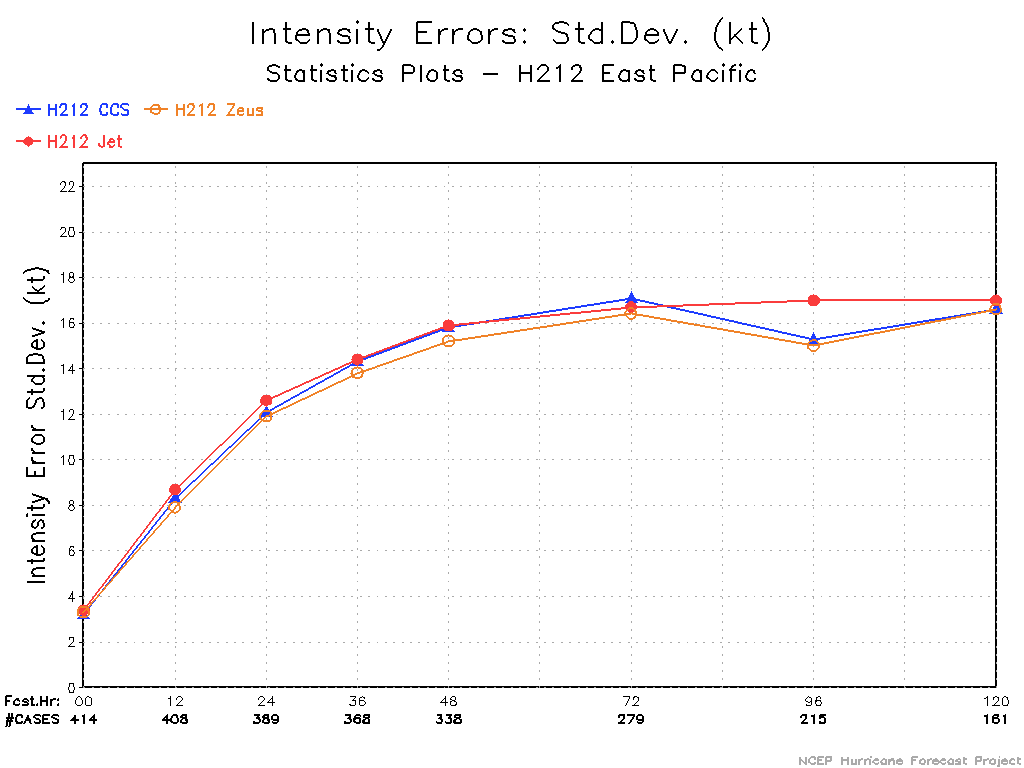 Intensity Errors: Std.Dev. (kt)
Statistics Plots – H212 East Pacific
H212 CCS H212 Zeus
H212 Jet
Intensity Error Std.Dev. (kt)
22
20
18
16
14
12
10
8
6
4
2
0
Fcst.Hr: 00 12 24 36 48 72 96 120
#CASES 414 408 389 368 338 279 215 161
NCEP Hurricane Forecast Project